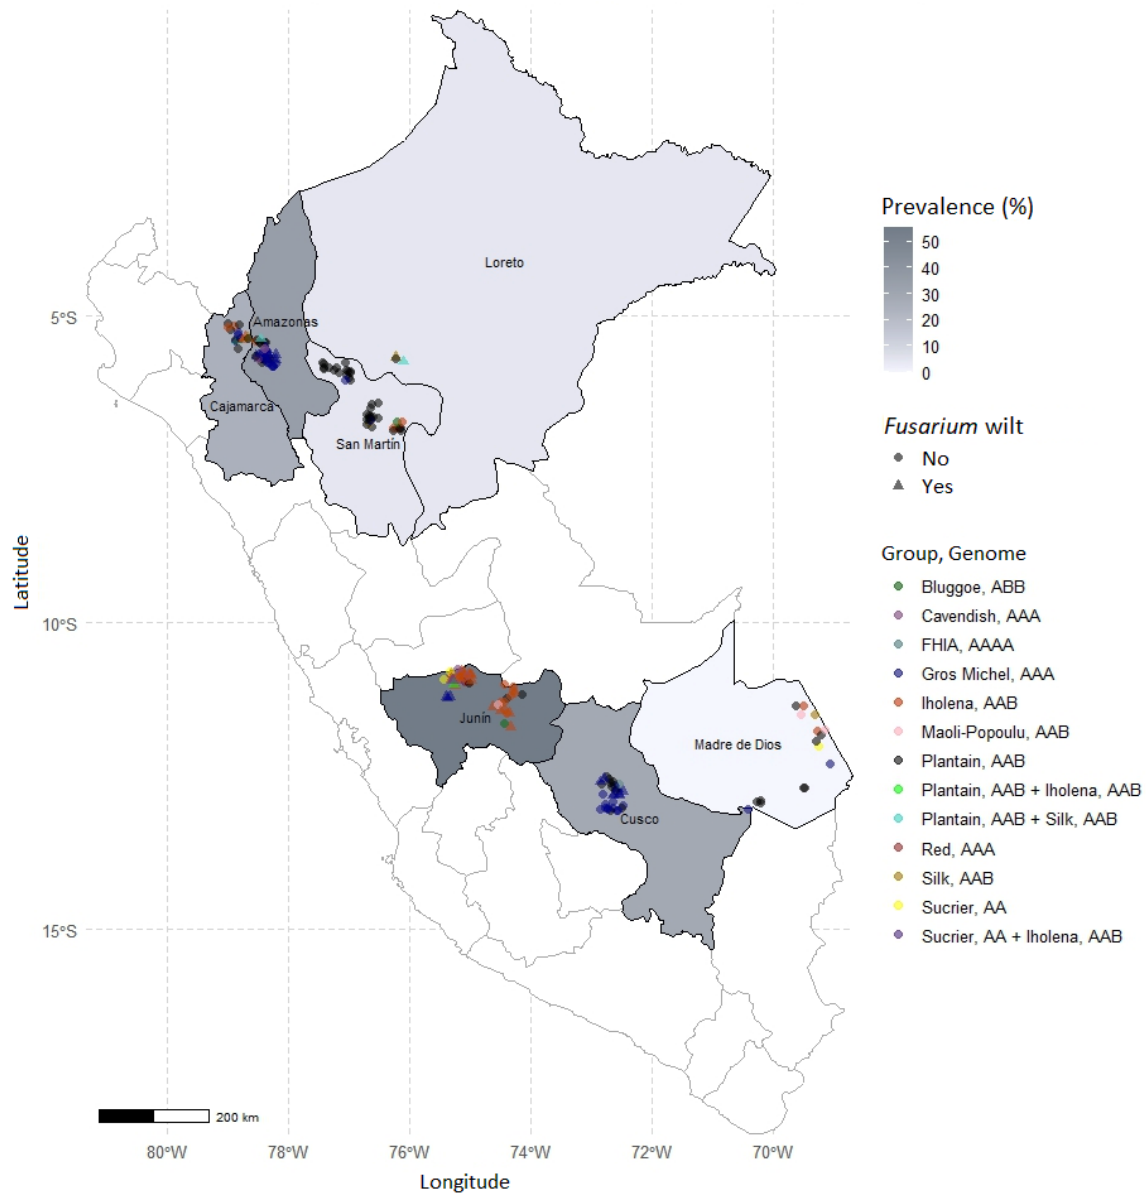 Loreto
Amazonas
Cajamarca
San Martín
Junín
Madre de Dios
Cusco
5°S
10°S
15°S
Latitude
200 km
80°W
78°W
76°W
74°W
72°W
70°W
Longitude
Prevalence (%)
50
40
30
20
10
0
Fusarium wilt
No
Yes
Group, Genome
Bluggoe, ABB
Cavendish, AAA
FHIA, AAAA
Gros Michel, AAA
Iholena, AAB
Maoli-Popoulu, AAB
Plantain, AAB
Plantain, AAB + Iholena, AAB
Plantain, AAB + Silk, AAB
Red, AAA
Silk, AAB
Sucrier, AA
Sucrier, AA + Iholena, AAB